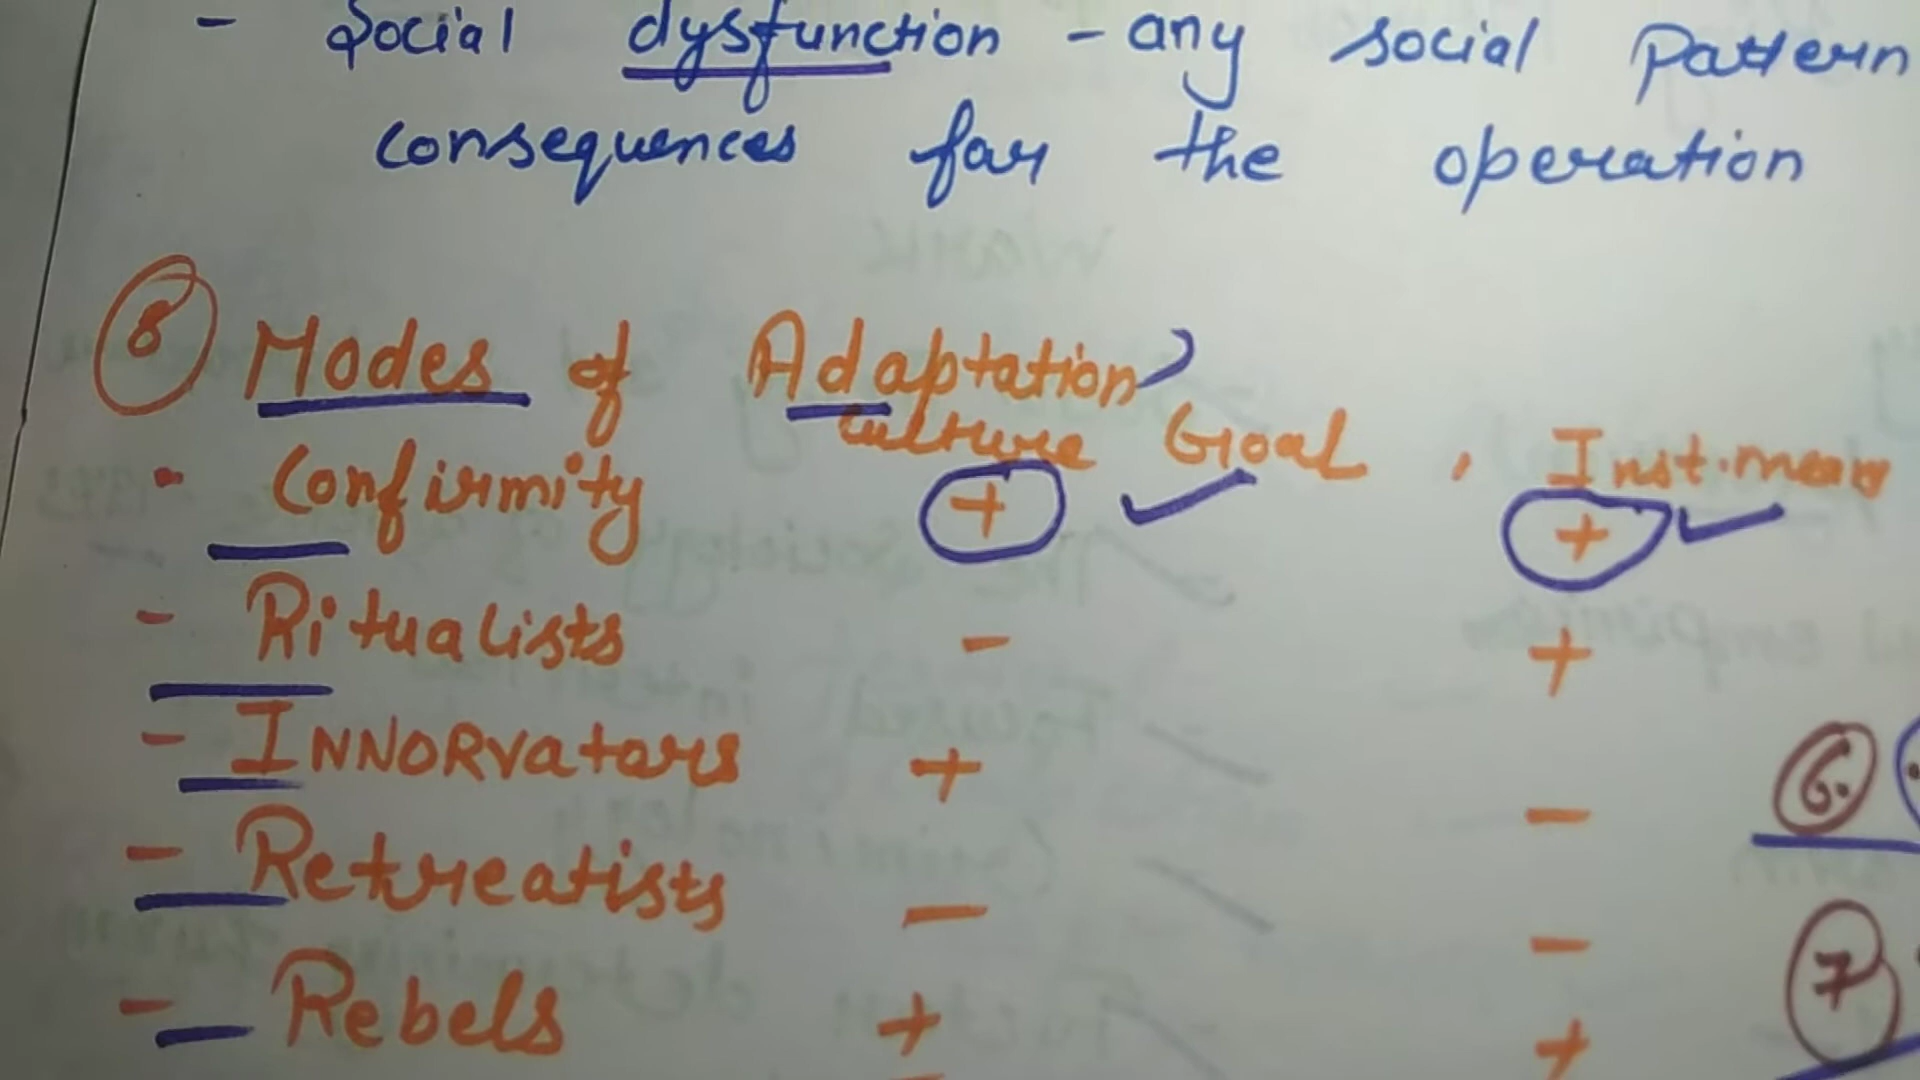 - Social dysfunction - any social pattern
consequences for the operation
8 Modes of Adaptation
culture Goal , Inst. means
- Confirmity + ✓ + ✓
- Ritualists - +
- INNORVators + -
- Retreatists - -
- Rebels + +
6.
7